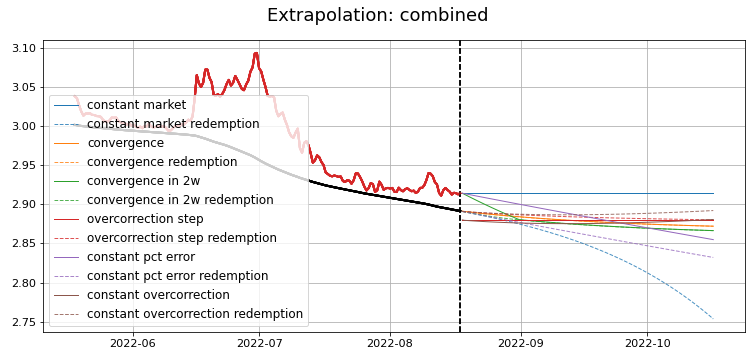 Extrapolation: combined
3.10
3.05
3.00
2.95
2.90
2.85
2.80
2.75
constant market
constant market redemption
convergence
convergence redemption
convergence in 2w
convergence in 2w redemption
overcorrection step
overcorrection step redemption
constant pct error
constant pct error redemption
constant overcorrection
constant overcorrection redemption
2022-06 2022-07 2022-08 2022-09 2022-10